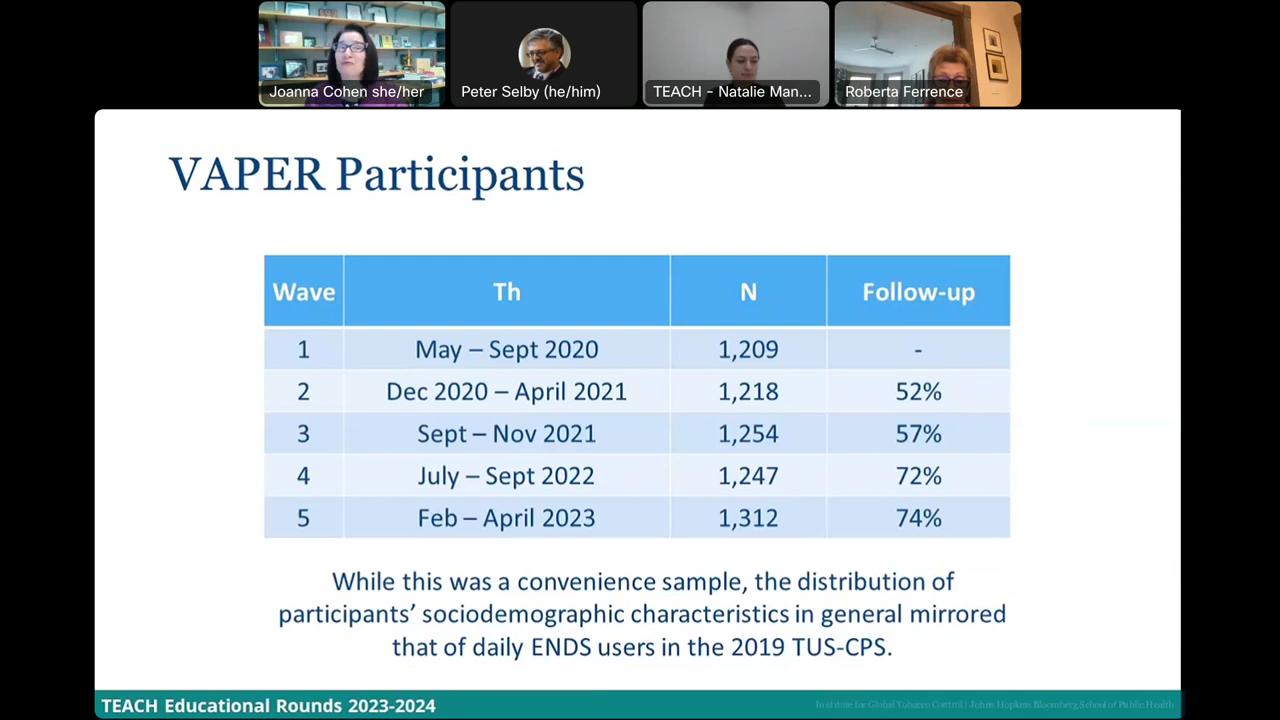 Joanna Cohen she/her
Peter Selby (he/him)
TEACH - Natalie Man...
Roberta Ferrence
VAPER Participants
Wave Th N Follow-up
1 May – Sept 2020 1,209 -
2 Dec 2020 – April 2021 1,218 52%
3 Sept – Nov 2021 1,254 57%
4 July – Sept 2022 1,247 72%
5 Feb – April 2023 1,312 74%
While this was a convenience sample, the distribution of
participants’ sociodemographic characteristics in general mirrored
that of daily ENDS users in the 2019 TUS-CPS.
TEACH Educational Rounds 2023-2024
Institute for Global Tobacco Control | Johns Hopkins Bloomberg School of Public Health